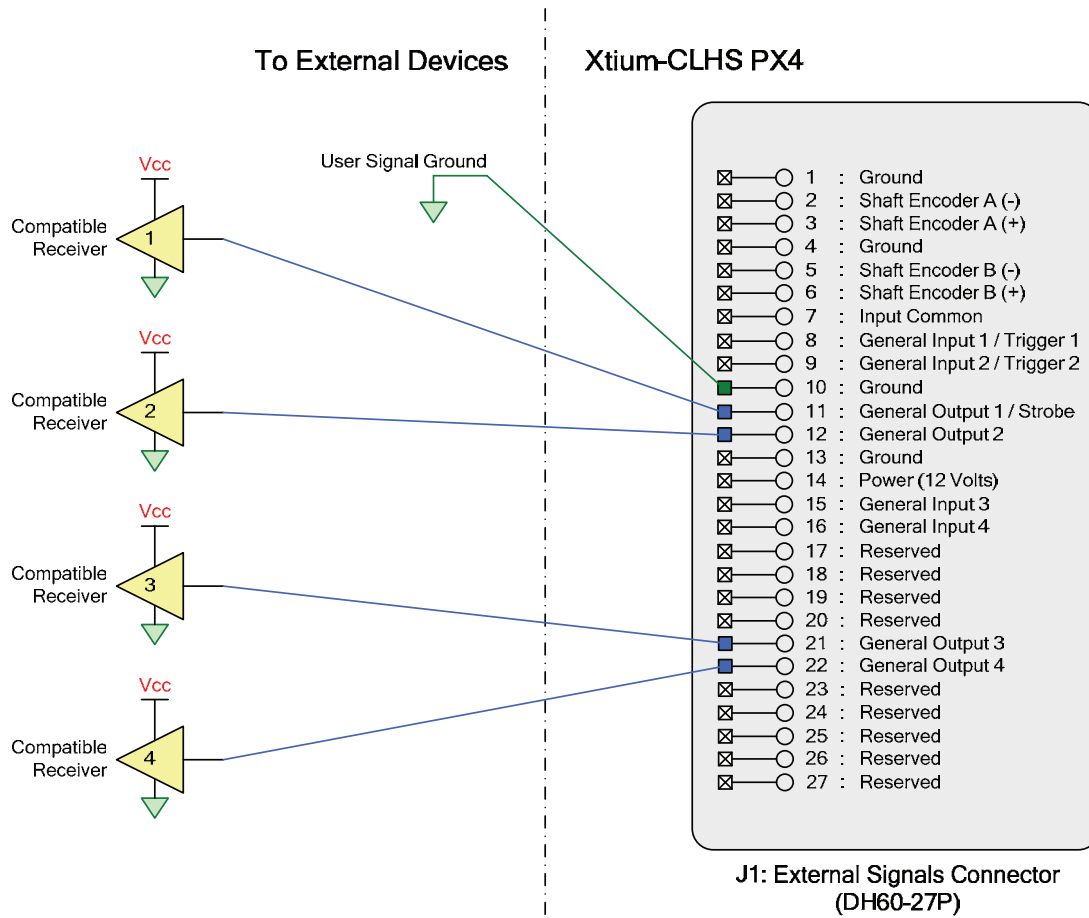 To External Devices
Xtium-CLHS PX4
User Signal Ground
Vcc
Compatible
Receiver
1
Vcc
Compatible
Receiver
2
Vcc
Compatible
Receiver
3
Vcc
Compatible
Receiver
4
1 : Ground
2 : Shaft Encoder A (-)
3 : Shaft Encoder A (+)
4 : Ground
5 : Shaft Encoder B (-)
6 : Shaft Encoder B (+)
7 : Input Common
8 : General Input 1 / Trigger 1
9 : General Input 2 / Trigger 2
10 : Ground
11 : General Output 1 / Strobe
12 : General Output 2
13 : Ground
14 : Power (12 Volts)
15 : General Input 3
16 : General Input 4
17 : Reserved
18 : Reserved
19 : Reserved
20 : Reserved
21 : General Output 3
22 : General Output 4
23 : Reserved
24 : Reserved
25 : Reserved
26 : Reserved
27 : Reserved
J1: External Signals Connector
(DH60-27P)